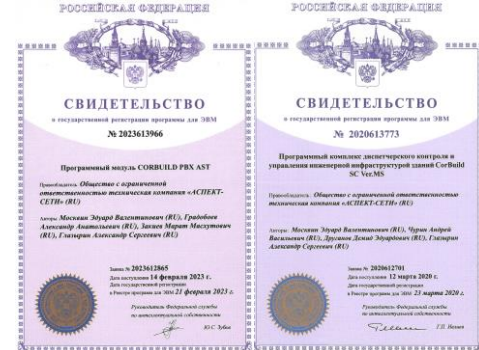 РОССИЙСКАЯ ФЕДЕРАЦИЯ
СВИДЕТЕЛЬСТВО
о государственной регистрации программы для ЭВМ
№ 2023613966
Программный модуль CORBUILD PBX AST
Правообладатель: Общество с ограниченной
ответственностью техническая компания «АСПЕКТ-
СЕТИ» (RU)
Авторы: Москвин Эдуард Валентинович (RU), Градобоев
Александр Анатольевич (RU), Закиев Марат Масхутович
(RU), Глазырин Александр Сергеевич (RU)
Заявка № 2023612865
Дата поступления 14 февраля 2023 г.
Дата государственной регистрации
в Реестре программ для ЭВМ 21 февраля 2023 г.
Руководитель Федеральной службы
по интеллектуальной собственности
Ю.С. Зубов
РОССИЙСКАЯ ФЕДЕРАЦИЯ
СВИДЕТЕЛЬСТВО
о государственной регистрации программы для ЭВМ
№ 2020613773
Программный комплекс диспетчерского контроля и
управления инженерной инфраструктурой зданий CorBuild
SC Ver.MS
Правообладатель: Общество с ограниченной ответственностью
техническая компания «АСПЕКТ-СЕТИ» (RU)
Авторы: Москвин Эдуард Валентинович (RU), Чурин Андрей
Васильевич (RU), Друганов Демид Эдуардович (RU), Глазырин
Александр Сергеевич (RU)
Заявка № 2020612701
Дата поступления 12 марта 2020 г.
Дата государственной регистрации
в Реестре программ для ЭВМ 23 марта 2020 г.
Руководитель Федеральной службы
по интеллектуальной собственности
Г.П. Ивлиев